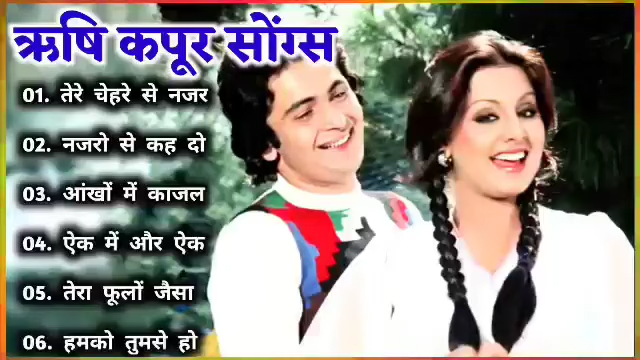 ऋषि कपूर सोंग्स
01. तेरे चेहरे से नजर
02. नजरो से कह दो
03. आंखों में काजल
04. ऐक में और ऐक
05. तेरा फूलों जैसा
06. हमको तुमसे हो